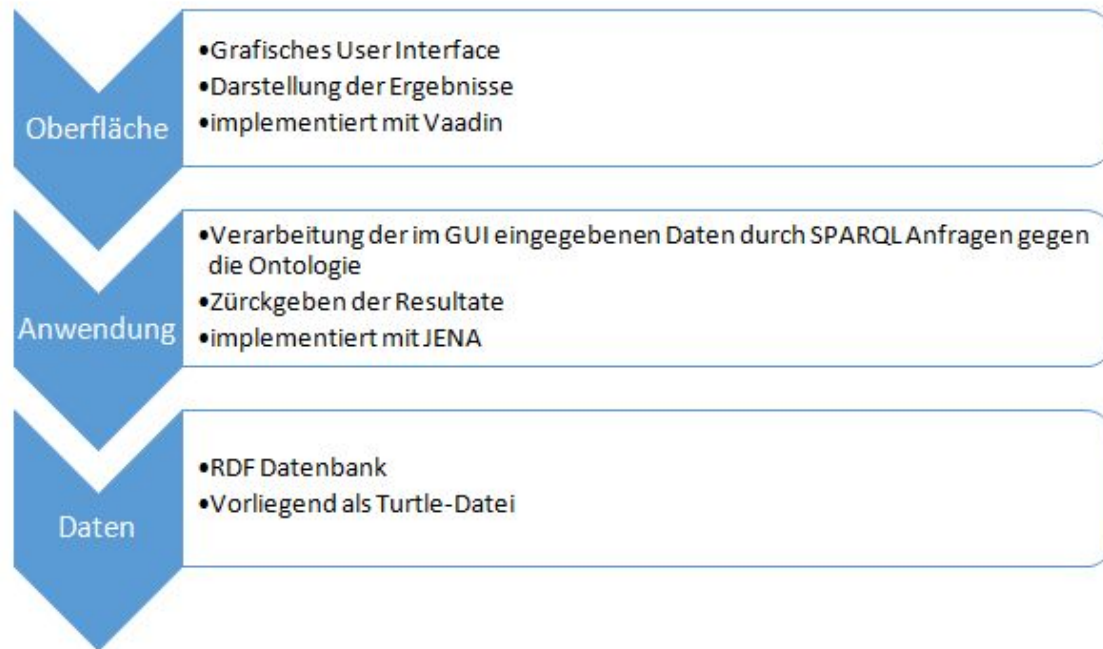 Oberfläche
•Grafisches User Interface
•Darstellung der Ergebnisse
•implementiert mit Vaadin
Anwendung
•Verarbeitung der im GUI eingegebenen Daten durch SPARQL Anfragen gegen
die Ontologie
•Zürckgeben der Resultate
•implementiert mit JENA
Daten
•RDF Datenbank
•Vorliegend als Turtle-Datei